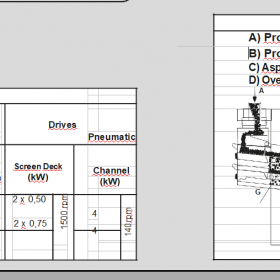 Drives
Pneumatic
Screen Deck
(kW)
Channel
(kW)
2 x 0,50
2 x 0,75
1500 rpm
4
4
140 rpm
A) Pro
B) Pro
C) Asp
D) Ove
A
G